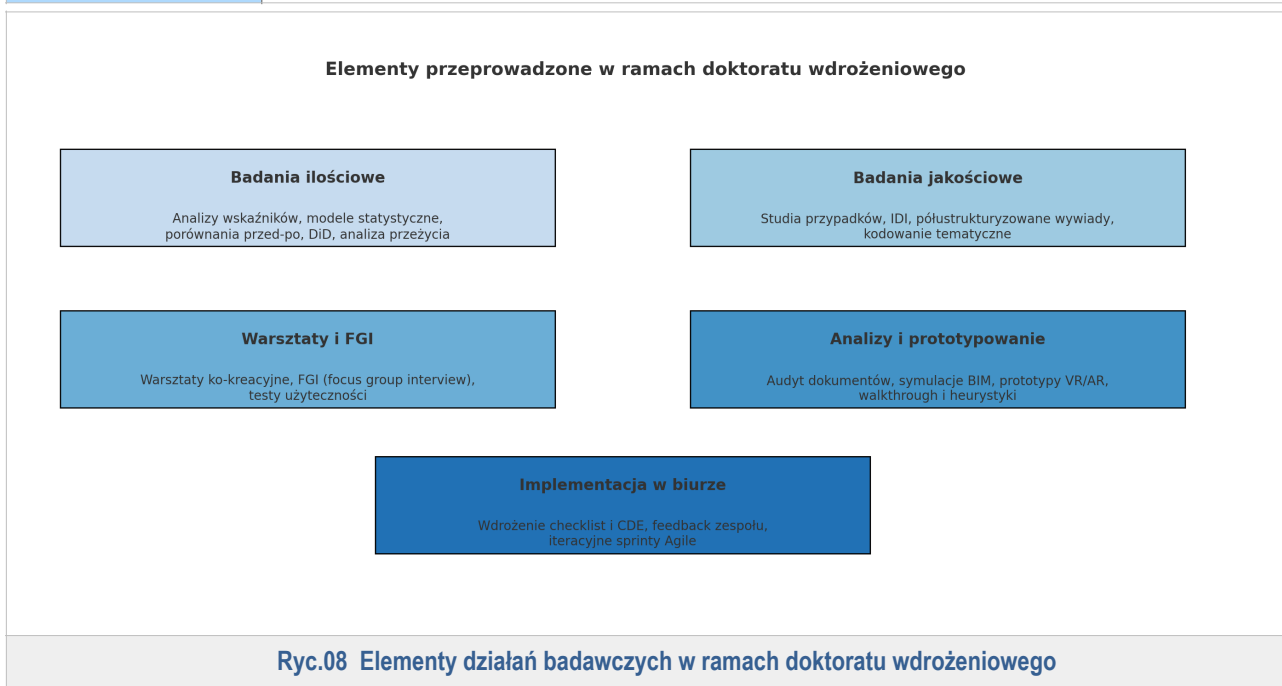 Elementy przeprowadzone w ramach doktoratu wdrożeniowego
Badania ilościowe
Analizy wskaźników, modele statystyczne,
porównania przed-po, DiD, analiza przeżycia
Badania jakościowe
Studia przypadków, IDI, półustrukturyzowane wywiady,
kodowanie tematyczne
Warsztaty i FGI
Warsztaty ko-kreacyjne, FGI (focus group interview),
testy użyteczności
Analizy i prototypowanie
Audyt dokumentów, symulacje BIM, prototypy VR/AR,
walkthrough i heurystyki
Implementacja w biurze
Wdrożenie checklist i CDE, feedback zespołu,
iteracyjne sprinty Agile
Ryc.08 Elementy działań badawczych w ramach doktoratu wdrożeniowego